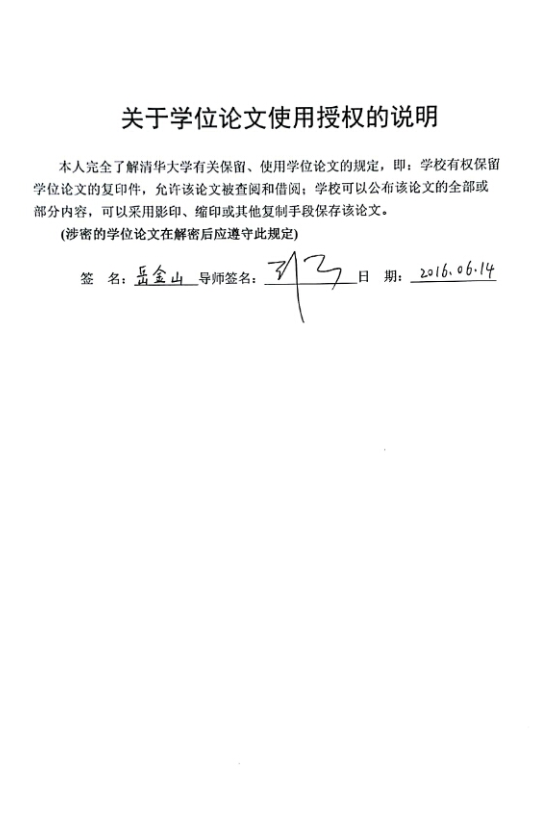 关于学位论文使用授权的说明
本人完全了解清华大学有关保留、使用学位论文的规定，即：学校有权保留
学位论文的复印件，允许该论文被查阅和借阅；学校可以公布该论文的全部或
部分内容，可以采用影印、缩印或其他复制手段保存该论文。
(涉密的学位论文在解密后应遵守此规定)
签 名：岳金山 导师签名： 日 期：2016.06.14